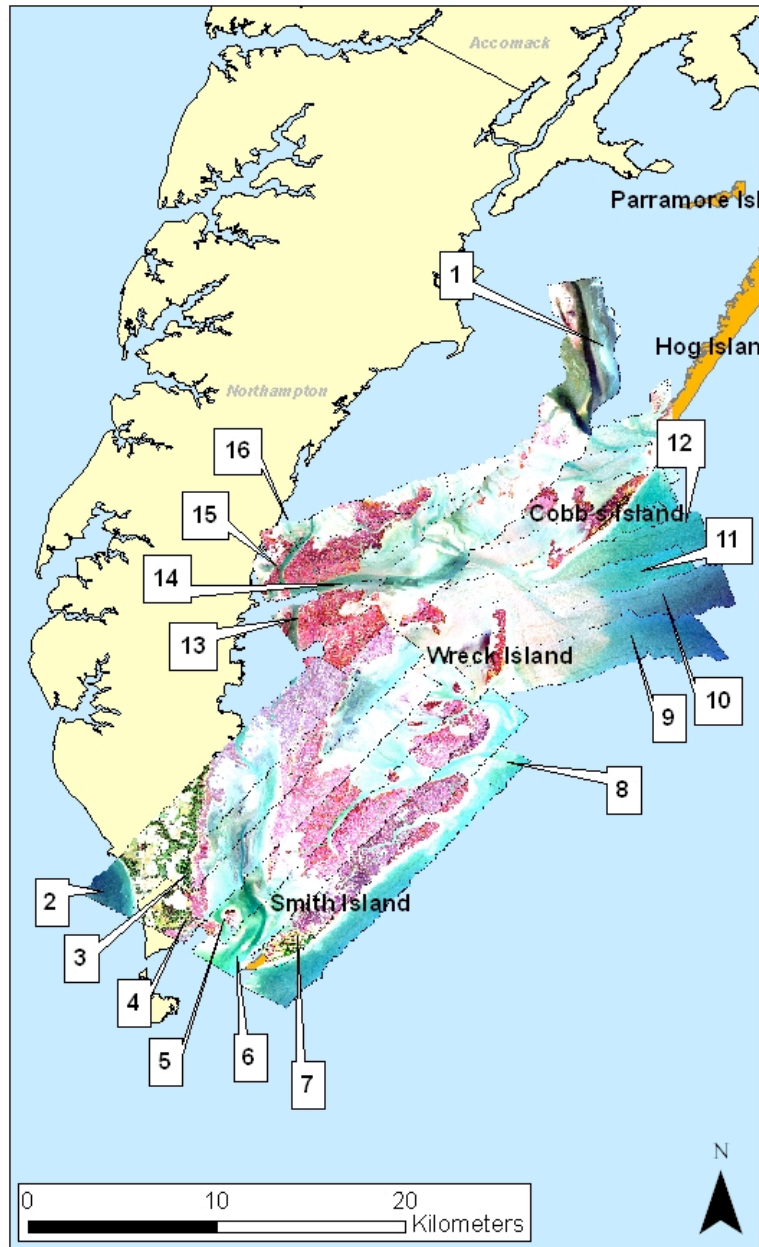 Accomack
Parramore Isl
1
Hog Islan
Northampton
16
12
15
Cobb's Island
11
14
13
Wreck Island
10
9
8
2
Smith Island
3
4
5
6
7
N
0 10 20
Kilometers